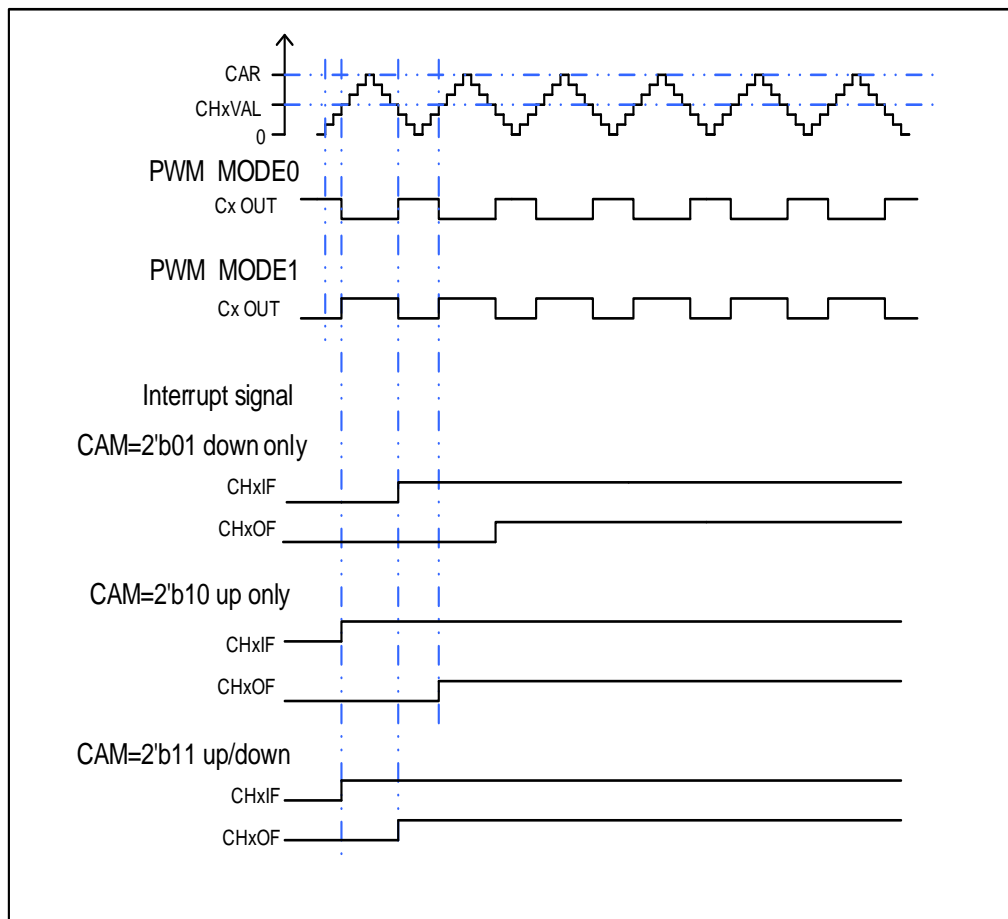 CAR
CHxVAL
0
PWM MODE0
Cx OUT
PWM MODE1
Cx OUT
Interrupt signal
CAM=2'b01 down only
CHxIF
CHxOF
CAM=2'b10 up only
CHxIF
CHxOF
CAM=2'b11 up/down
CHxIF
CHxOF